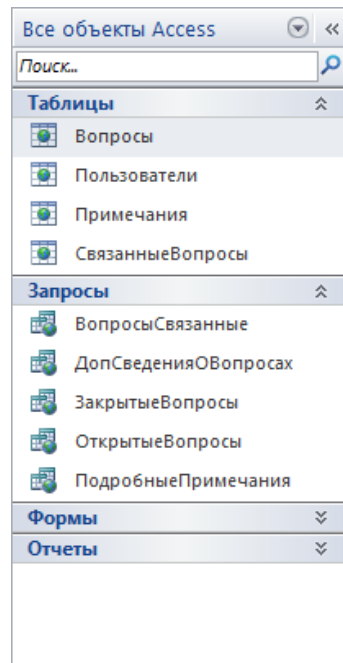 Все объекты Access
Поиск...
Таблицы
Вопросы
Пользователи
Примечания
СвязанныеВопросы
Запросы
ВопросыСвязанные
ДопСведенияОВопросах
ЗакрытыеВопросы
ОткрытыеВопросы
ПодробныеПримечания
Формы
Отчеты